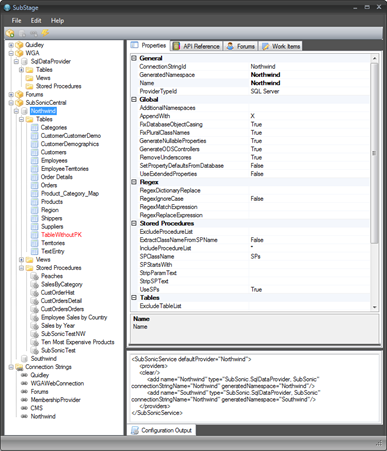 SubStage
File Edit Help
Quidley
WGA
SqlDataProvider
Tables
Views
Stored Procedures
Forums
SubSonicCentral
Northwind
Tables
Categories
CustomerCustomerDemo
CustomerDemographics
Customers
Employees
EmployeeTerritories
Order Details
Orders
Product_Category_Map
Products
Region
Shippers
Suppliers
TableWithoutPK
Territories
TextEntry
Views
Stored Procedures
Peaches
SalesByCategory
CustOrderHist
CustOrdersDetail
CustOrdersOrders
Employee Sales by Country
Sales by Year
SubSonicTestNW
Ten Most Expensive Products
SubSonicTest
Southwind
Connection Strings
Quidley
WGAWebConnection
Forums
MembershipProvider
CMS
Northwind
Properties API Reference Forums Work Items
General
ConnectionStringId Northwind
GeneratedNamespace Northwind
Name Northwind
ProviderTypeId SQL Server
Global
AdditionalNamespaces
AppendWith X
FixDatabaseObjectCasing True
FixPluralClassNames True
GenerateNullableProperties True
GenerateODSControllers True
RemoveUnderscores True
SetPropertyDefaultsFromDatabase False
UseExtendedProperties False
Regex
RegexDictionaryReplace
RegexIgnoreCase False
RegexMatchExpression
RegexReplaceExpression
Stored Procedures
ExcludeProcedureList
ExtractClassNameFromSPName False
IncludeProcedureList *
SPClassName SPs
SPStartsWith
StripParamText
StripSPText
UseSPs True
Tables
ExcludeTableList
Name
Name
<SubSonicService defaultProvider="Northwind">
<providers>
<clear/>
<add name="Northwind" type="SubSonic.SqlDataProvider, SubSonic"
connectionStringName="Northwind" generatedNamespace="Northwind"/>
<add name="Southwind" type="SubSonic.SqlDataProvider, SubSonic"
connectionStringName="Northwind" generatedNamespace="Southwind"/>
</providers>
</SubSonicService>
Configuration Output